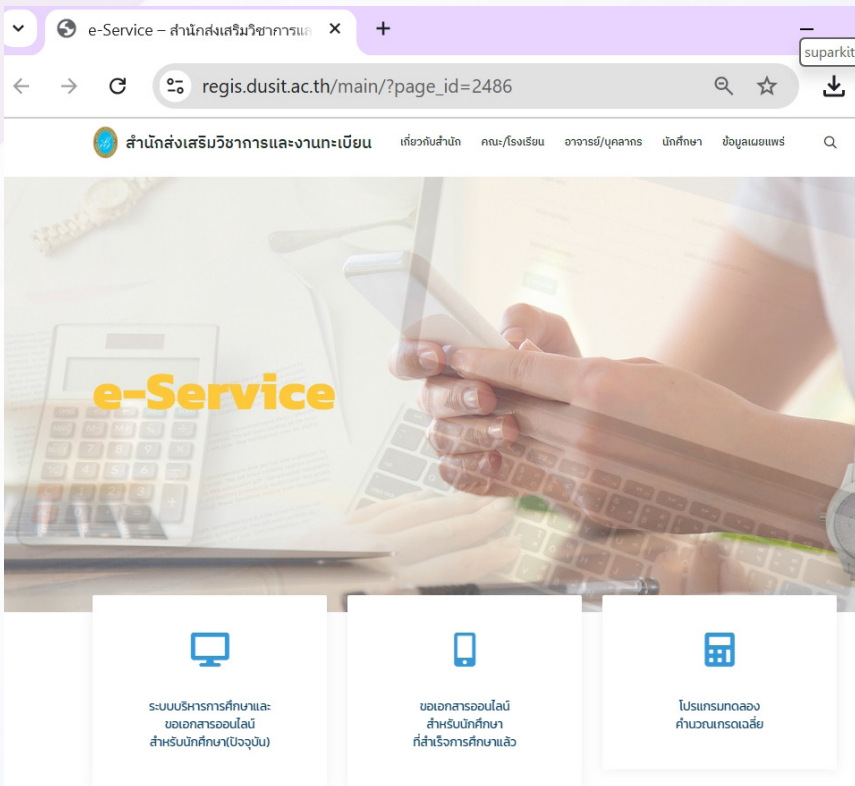 e-Service – สำนักส่งเสริมวิชาการและ
suparkit
regis.dusit.ac.th/main/?page_id=2486
สำนักส่งเสริมวิชาการและงานทะเบียน เกี่ยวกับสำนัก คณะ/โรงเรียน อาจารย์/บุคลากร นักศึกษา ข้อมูลเผยแพร่
e-Service
ระบบบริหารการศึกษาและ
ขอเอกสารออนไลน์
สำหรับนักศึกษา(ปัจจุบัน)
ขอเอกสารออนไลน์
สำหรับนักศึกษา
ที่สำเร็จการศึกษาแล้ว
โปรแกรมทดลอง
คำนวณเกรดเฉลี่ย